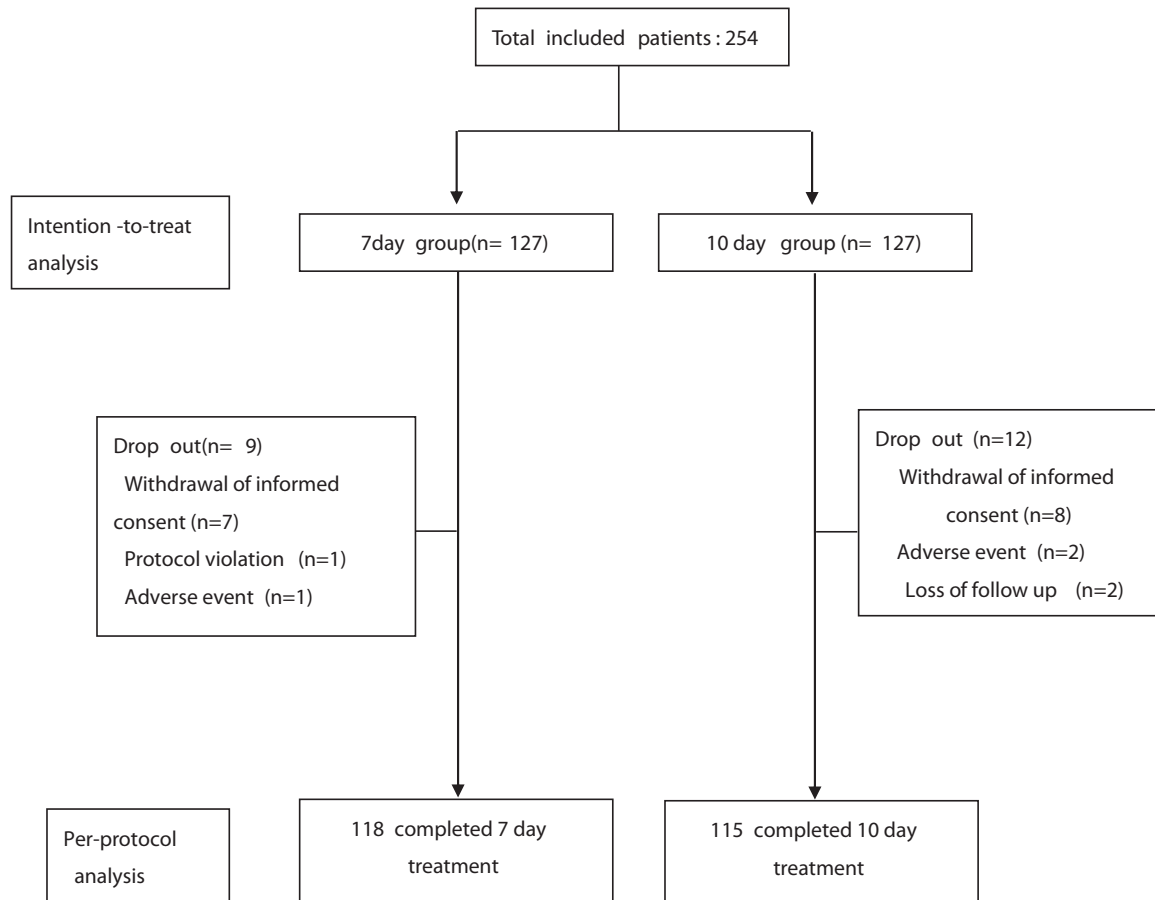 Total included patients : 254
Intention -to-treat
analysis
7day group(n= 127)
10 day group (n= 127)
Drop out(n= 9)
Withdrawal of informed
consent (n=7)
Protocol violation (n=1)
Adverse event (n=1)
Drop out (n=12)
Withdrawal of informed
consent (n=8)
Adverse event (n=2)
Loss of follow up (n=2)
Per-protocol
analysis
118 completed 7 day
treatment
115 completed 10 day
treatment